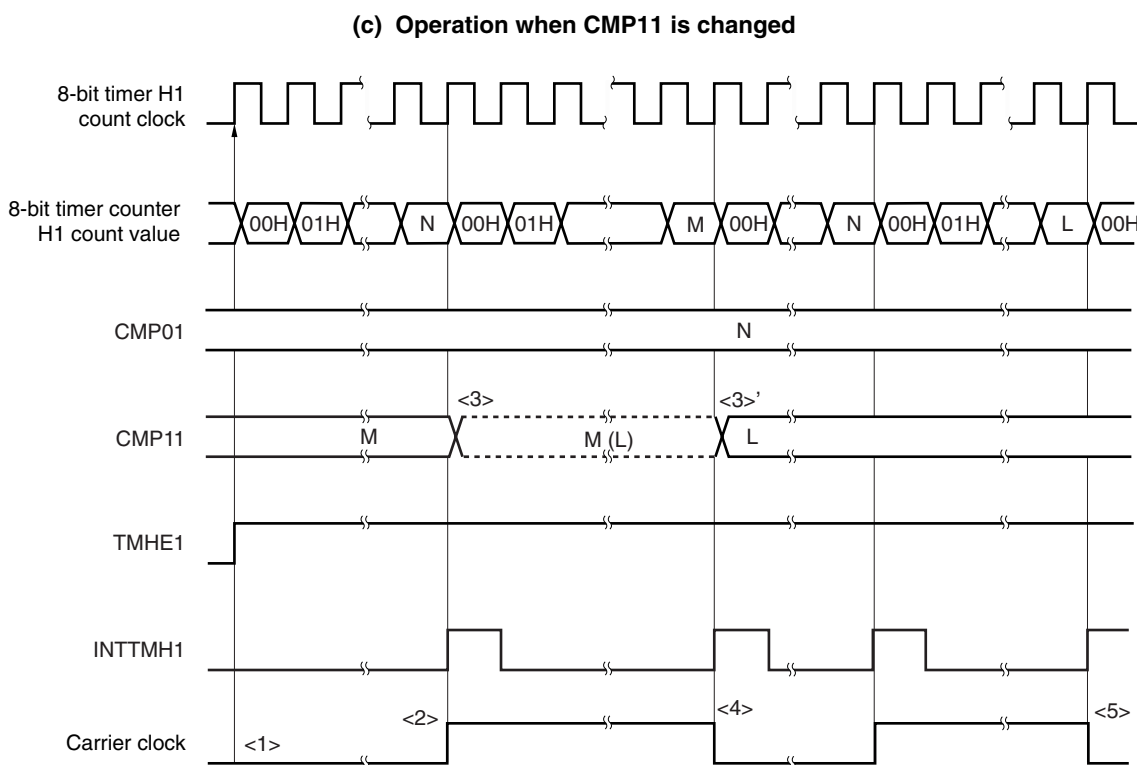 (c) Operation when CMP11 is changed
8-bit timer H1
count clock
8-bit timer counter
H1 count value
00H 01H N 00H 01H M 00H N 00H 01H L 00H
CMP01
N
<3> <3>’
CMP11
M M (L) L
TMHE1
INTTMH1
<2> <4> <5>
Carrier clock
<1>